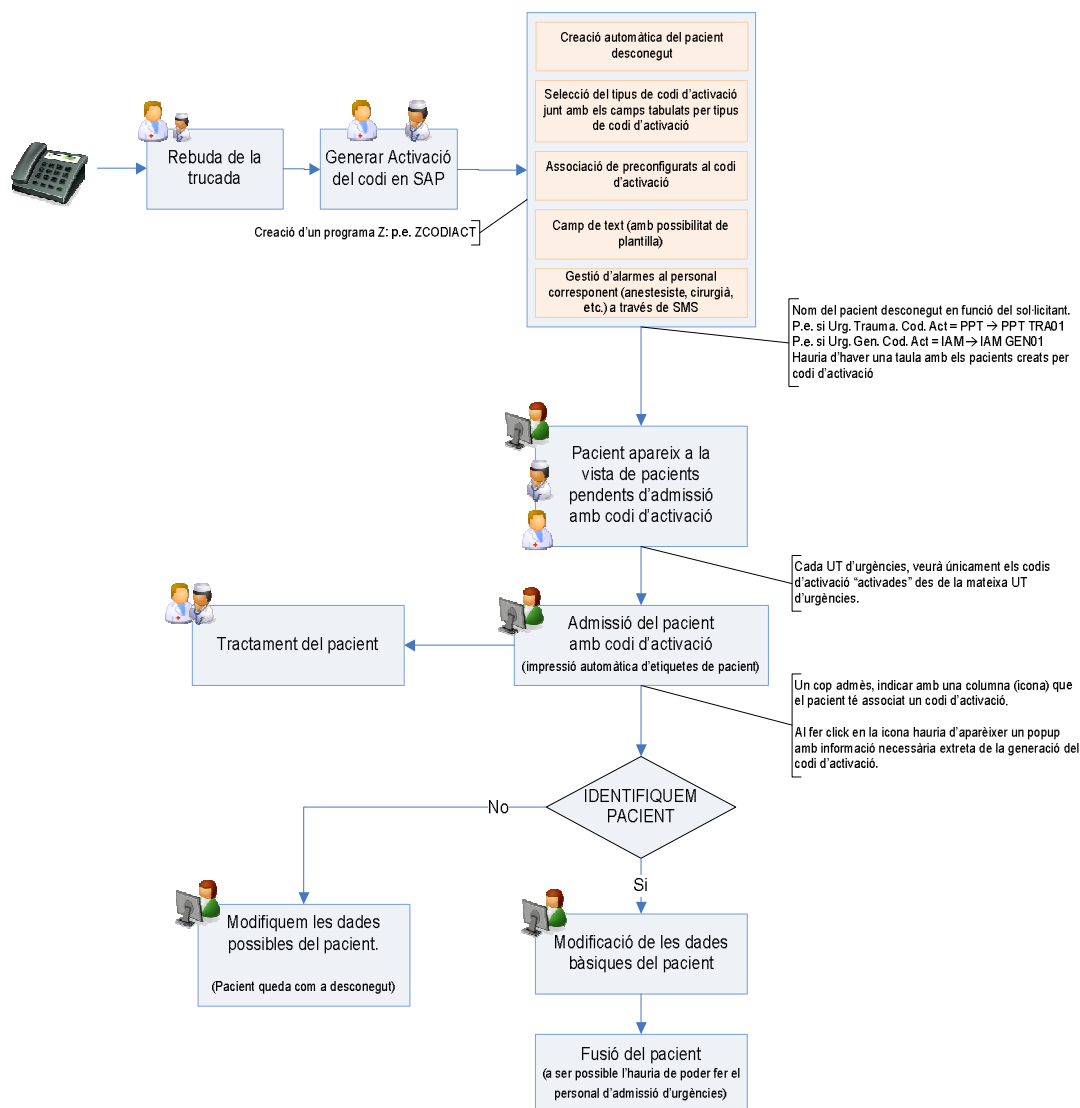 Creació automàtica del pacient
desconegut
Selecció del tipus de codi d'activació
junt amb els camps tabulats per tipus
de codi d'activació
Rebuda de la
trucada
Generar Activació
del codi en SAP
Associació de preconfigurats al codi
d'activació
Creació d'un programa Z: p.e. ZCODIACT
Camp de text (amb possibilitat de
plantilla)
Gestió d'alarmes al personal
corresponent (anestesiste, cirurgià,
etc.) a través de SMS
Nom del pacient desconegut en funció del sol·licitant.
P.e. si Urg. Trauma. Cod. Act = PPT → PPT TRA01
P.e. si Urg. Gen. Cod. Act = IAM → IAM GEN01
Hauria d'haver una taula amb els pacients creats per
codi d'activació
Pacient apareix a la
vista de pacients
pendents d'admissió
amb codi d'activació
Cada UT d'urgències, veurà únicament els codis
d'activació “activades” des de la mateixa UT
d'urgències.
Tractament del pacient
Admissió del pacient
amb codi d'activació
(impressió automàtica d'etiquetes de pacient)
Un cop admès, indicar amb una columna (icona) que
el pacient té associat un codi d'activació.
Al fer click en la icona hauria d'aparèixer un popup
amb informació necessària extreta de la generació del
codi d'activació.
IDENTIFIQUEM
PACIENT
No
Si
Modifiquem les dades
possibles del pacient.
(Pacient queda com a desconegut)
Modificació de les dades
bàsiques del pacient
Fusió del pacient
(a ser possible l'hauria de poder fer el
personal d'admissió d'urgències)